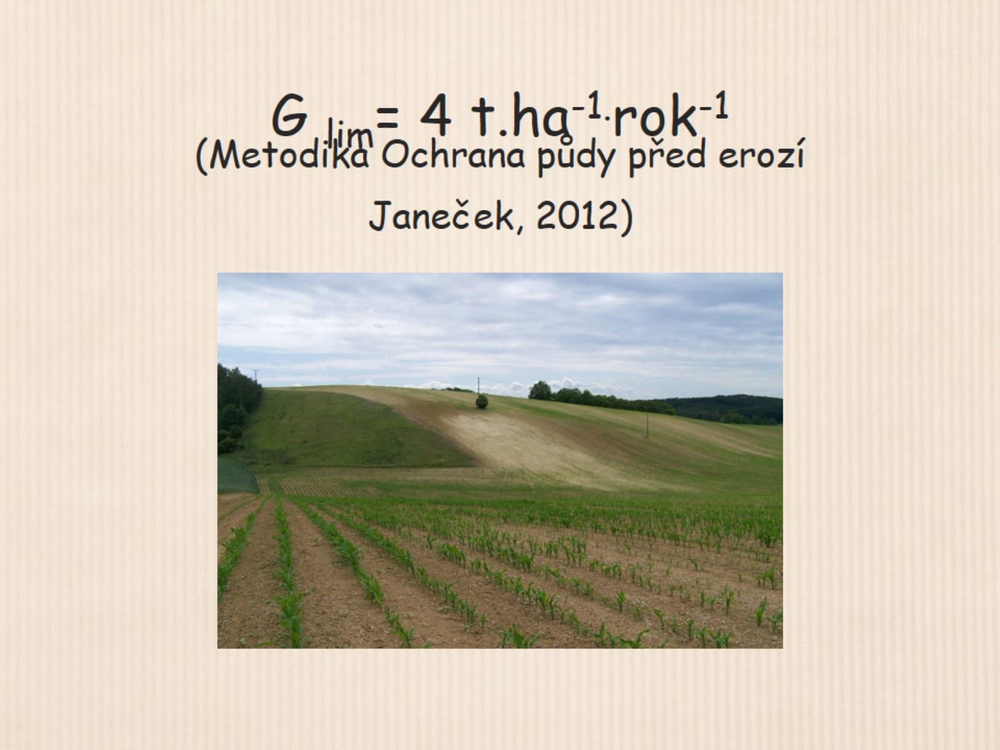 G lim= 4 t.ha-1.rok-1
(Metodika Ochrana půdy před erozí
Janeček, 2012)